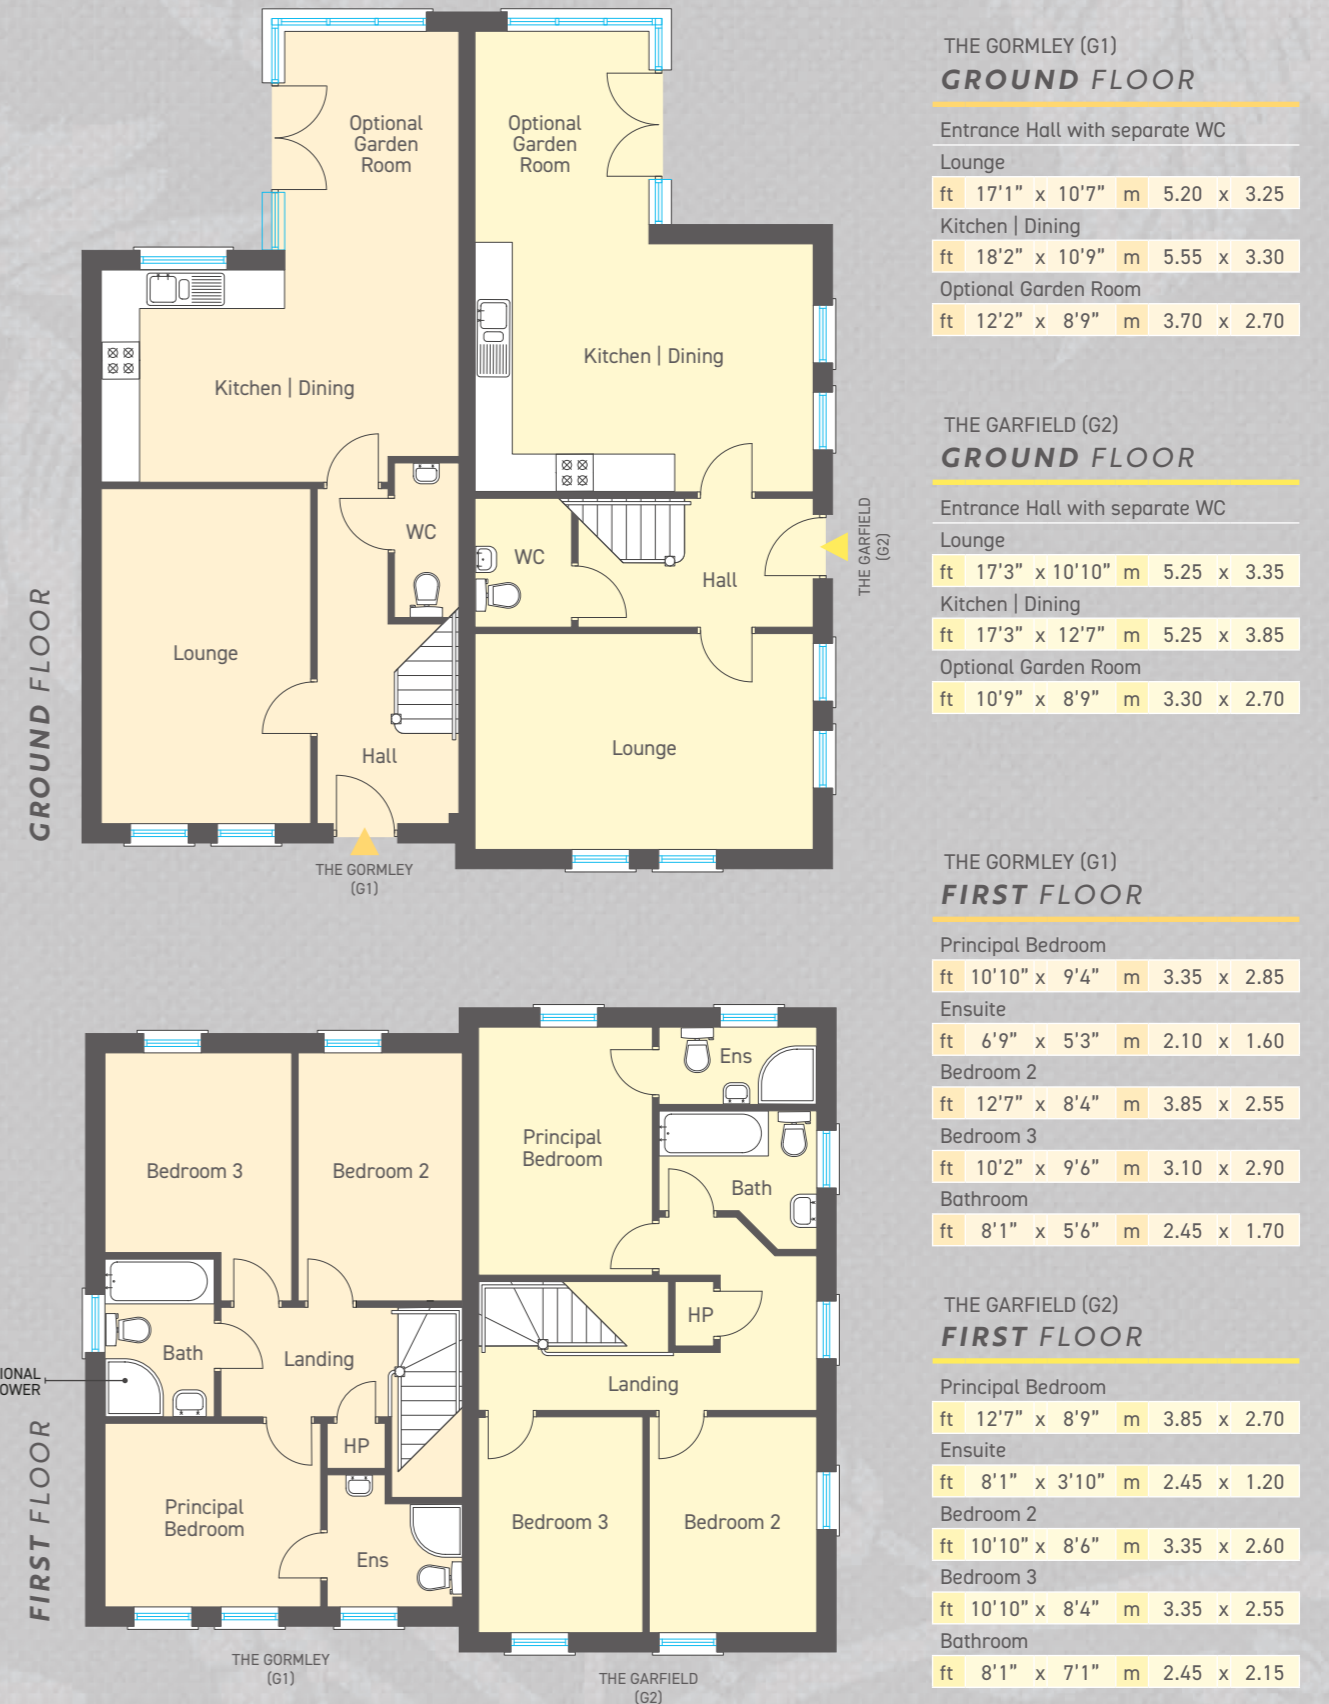 Optional
Garden
Room
Optional
Garden
Room
Kitchen | Dining
Kitchen | Dining
WC
WC
Hall
Lounge
Hall
Lounge
GROUND FLOOR
THE GORMLEY
(G1)
THE GARFIELD
(G2)
Bedroom 3
Bedroom 2
Principal
Bedroom
Ens
Bath
HP
Landing
Bath
Landing
HP
IONAL
OWER
Principal
Bedroom
Ens
Bedroom 3
Bedroom 2
FIRST FLOOR
THE GORMLEY
(G1)
THE GARFIELD
(G2)
THE GORMLEY (G1)
GROUND FLOOR
Entrance Hall with separate WC
Lounge
ft 17'1” x 10'7” m 5.20 x 3.25
Kitchen | Dining
ft 18'2” x 10'9” m 5.55 x 3.30
Optional Garden Room
ft 12'2” x 8'9” m 3.70 x 2.70
THE GARFIELD (G2)
GROUND FLOOR
Entrance Hall with separate WC
Lounge
ft 17'3” x 10'10” m 5.25 x 3.35
Kitchen | Dining
ft 17'3” x 12'7” m 5.25 x 3.85
Optional Garden Room
ft 10'9” x 8'9” m 3.30 x 2.70
THE GORMLEY (G1)
FIRST FLOOR
Principal Bedroom
ft 10'10” x 9'4” m 3.35 x 2.85
Ensuite
ft 6'9” x 5'3” m 2.10 x 1.60
Bedroom 2
ft 12'7” x 8'4” m 3.85 x 2.55
Bedroom 3
ft 10'2” x 9'6” m 3.10 x 2.90
Bathroom
ft 8'1” x 5'6” m 2.45 x 1.70
THE GARFIELD (G2)
FIRST FLOOR
Principal Bedroom
ft 12'7” x 8'9” m 3.85 x 2.70
Ensuite
ft 8'1” x 3'10” m 2.45 x 1.20
Bedroom 2
ft 10'10” x 8'6” m 3.35 x 2.60
Bedroom 3
ft 10'10” x 8'4” m 3.35 x 2.55
Bathroom
ft 8'1” x 7'1” m 2.45 x 2.15